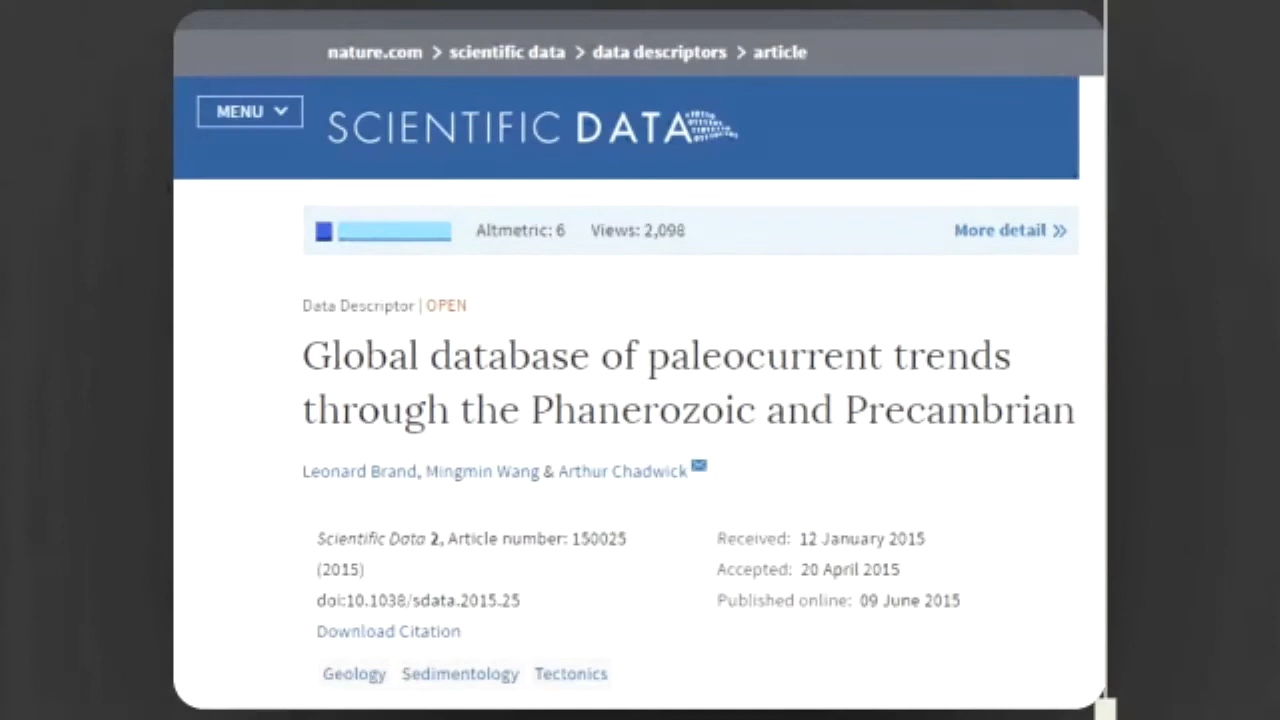 nature.com > scientific data > data descriptors > article
MENU
SCIENTIFIC DATA
Altmetric: 6 Views: 2,098 More detail »
Data Descriptor | OPEN
Global database of paleocurrent trends
through the Phanerozoic and Precambrian
Leonard Brand, Mingmin Wang & Arthur Chadwick
Scientific Data 2, Article number: 150025
(2015)
doi:10.1038/sdata.2015.25
Download Citation
Received: 12 January 2015
Accepted: 20 April 2015
Published online: 09 June 2015
Geology Sedimentology Tectonics